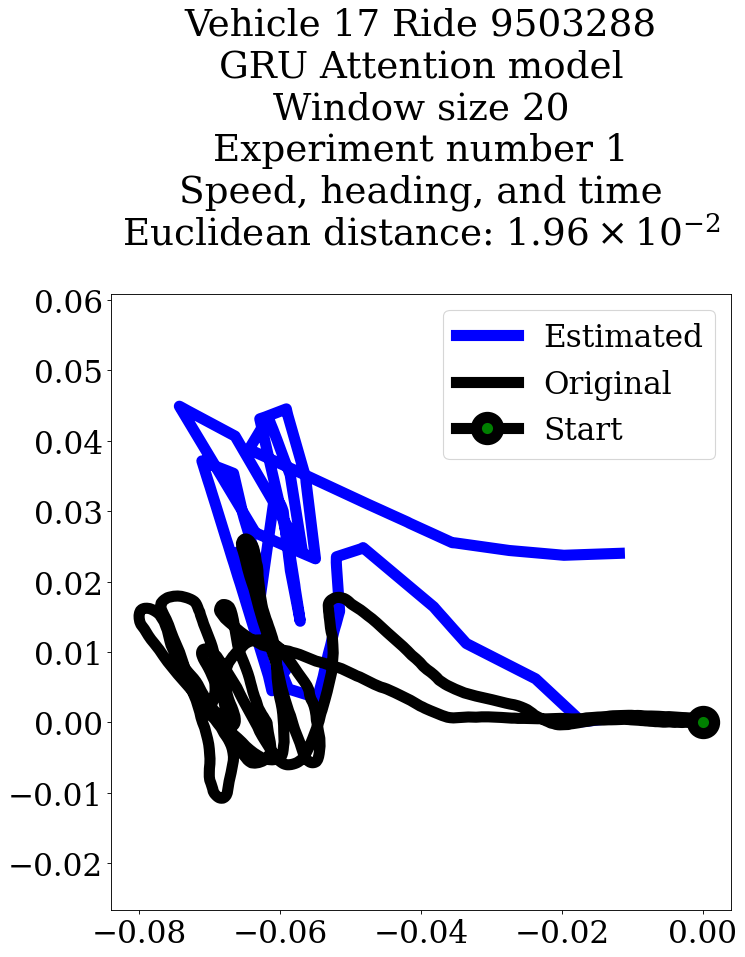 Vehicle 17 Ride 9503288
GRU Attention model
Window size 20
Experiment number 1
Speed, heading, and time
Euclidean distance: 1.96 × 10⁻²
0.06
0.05
0.04
0.03
0.02
0.01
0.00
−0.01
−0.02
Estimated
Original
Start
−0.08 −0.06 −0.04 −0.02 0.00